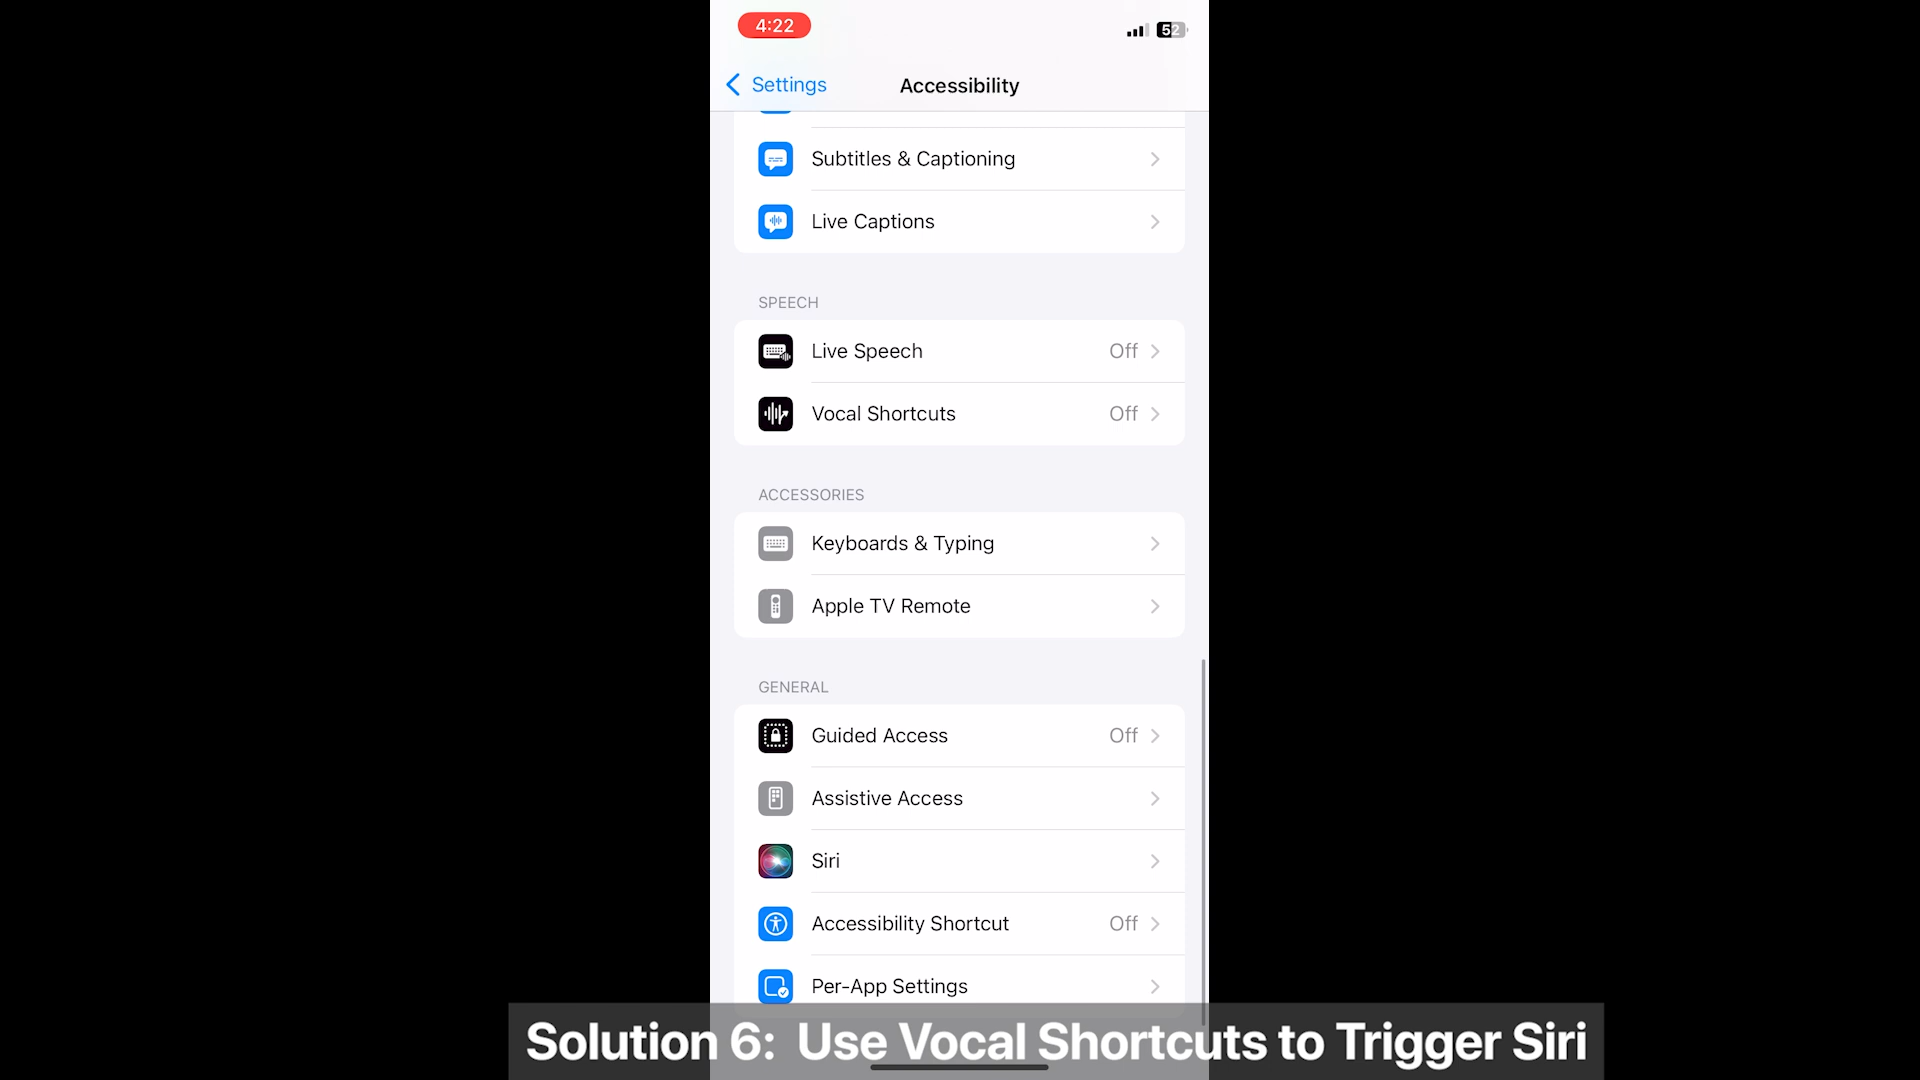 4:22
52
Settings
Accessibility
Subtitles & Captioning
Live Captions
SPEECH
Live Speech Off
Vocal Shortcuts Off
ACCESSORIES
Keyboards & Typing
Apple TV Remote
GENERAL
Guided Access Off
Assistive Access
Siri
Accessibility Shortcut Off
Per-App Settings
Solution 6: Use Vocal Shortcuts to Trigger Siri